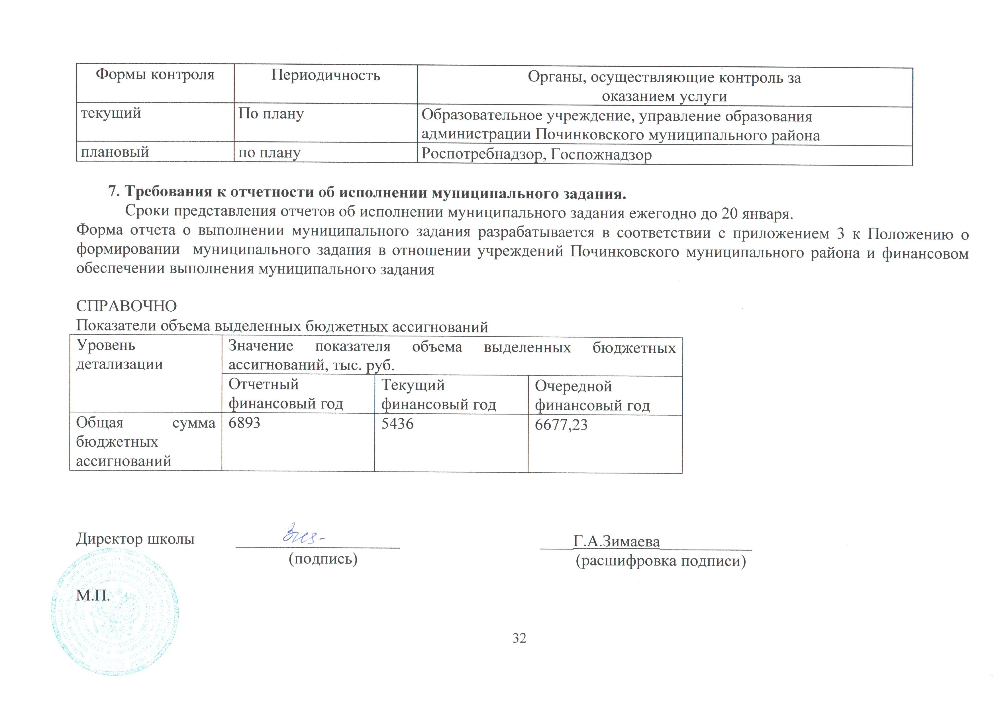 Формы контроля
Периодичность
Органы, осуществляющие контроль за
оказанием услуги
текущий
По плану
Образовательное учреждение, управление образования
администрации Починковского муниципального района
плановый
по плану
Роспотребнадзор, Госпожнадзор
7. Требования к отчетности об исполнении муниципального задания.
Сроки представления отчетов об исполнении муниципального задания ежегодно до 20 января.
Форма отчета о выполнении муниципального задания разрабатывается в соответствии с приложением 3 к Положению о
формировании муниципального задания в отношении учреждений Починковского муниципального района и финансовом
обеспечении выполнения муниципального задания
СПРАВОЧНО
Показатели объема выделенных бюджетных ассигнований
Уровень
детализации
Значение показателя объема выделенных бюджетных
ассигнований, тыс. руб.
Отчетный
финансовый год
Текущий
финансовый год
Очередной
финансовый год
Общая сумма
бюджетных
ассигнований
6893
5436
6677,23
Директор школы
Г.А.Зимаева
(подпись)
(расшифровка подписи)
М.П.
32